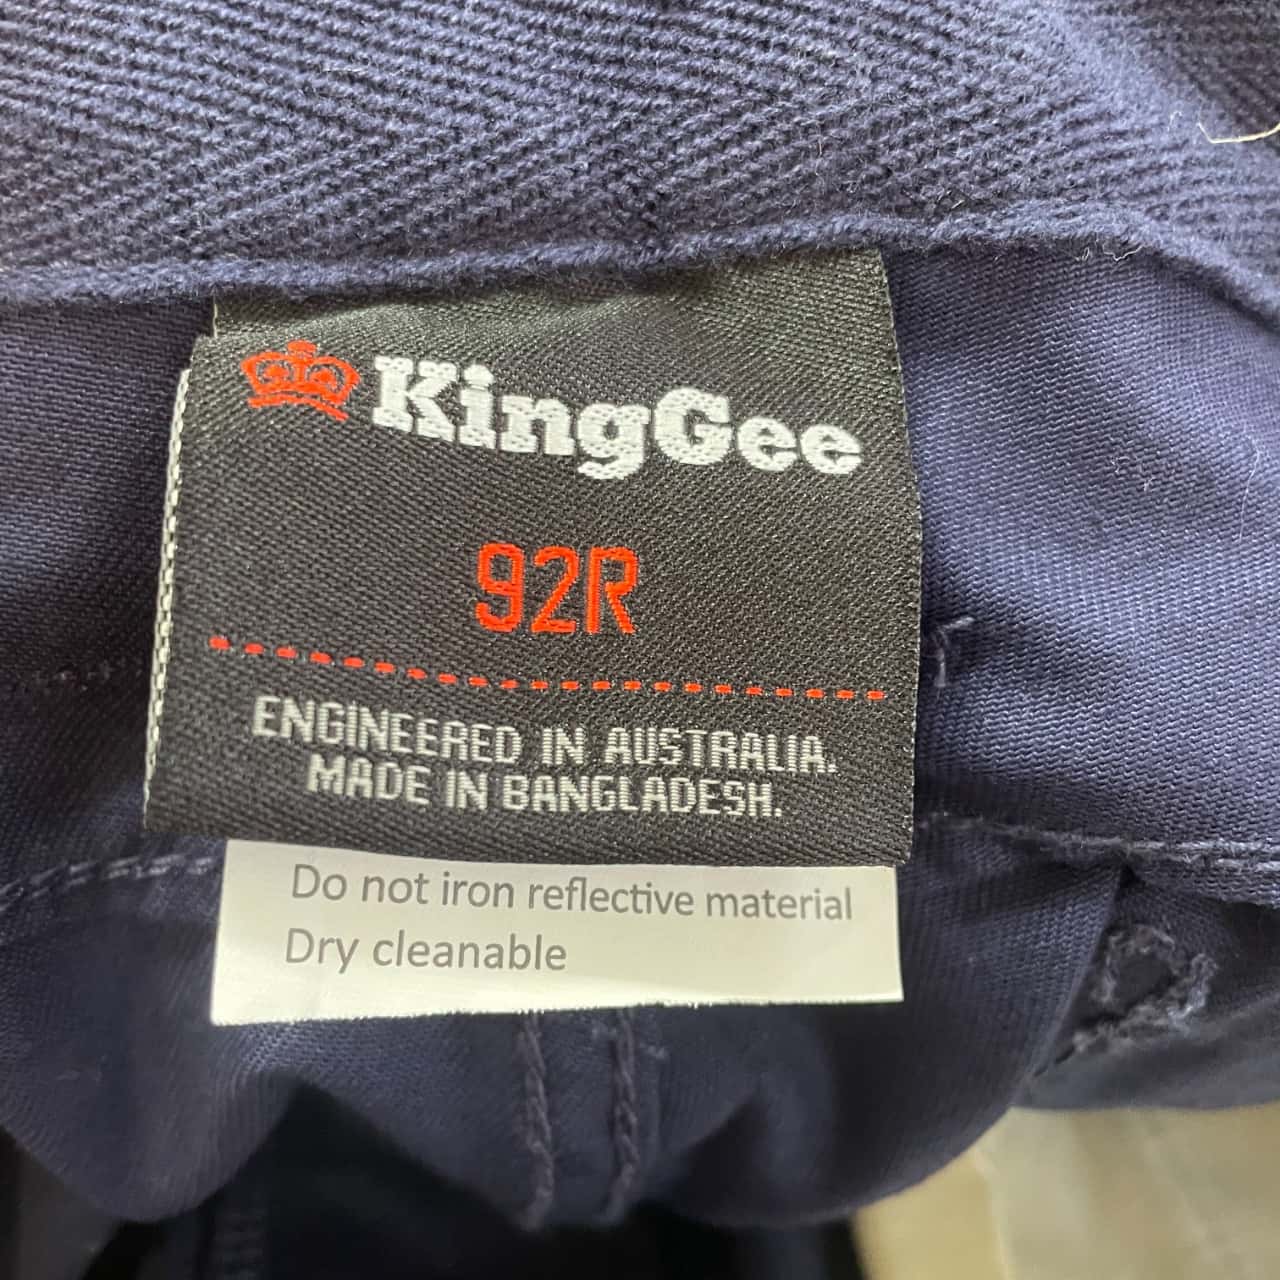 KingGee
92R
ENGINEERED IN AUSTRALIA.
MADE IN BANGLADESH.
Do not iron reflective material
Dry cleanable